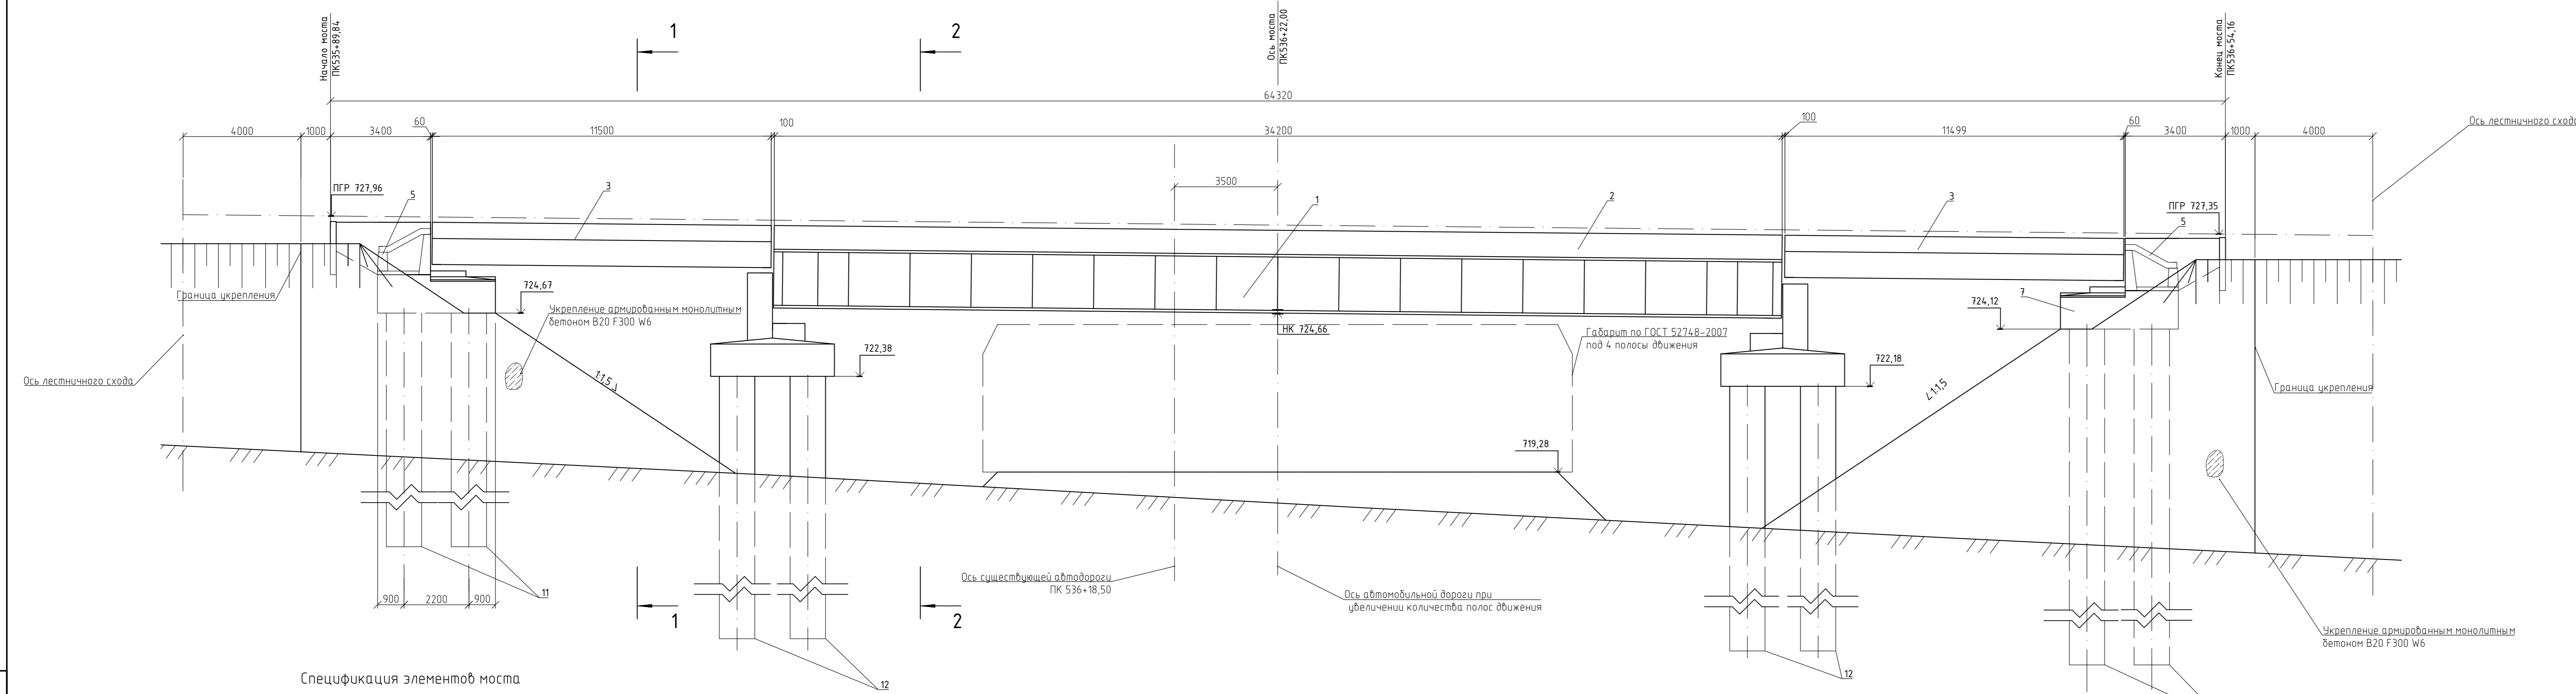 Начало моста
ПК535+89,84
1
2
Ось моста
ПК536+22,00
Конец моста
ПК536+54,16
64320
4000
1000
3400
60
11500
100
34200
100
11499
60
3400
1000
4000
Ось лестничного схода
ПГР 727,96
5
3
3500
1
2
3
ПГР 727,35
5
Граница укрепления
724,67
Укрепление армированным монолитным
бетоном В20 F300 W6
НК 724,66
Габарит по ГОСТ 52748-2007
под 4 полосы движения
724,12
7
722,38
722,18
Ось лестничного схода
1:1,5
1:1,5
Граница укрепления
719,28
Ось существующей автодороги
ПК 536+18,50
Ось автомобильной дороги при
увеличении количества полос движения
900
2200
900
11
1
2
12
12
Укрепление армированным монолитным
бетоном В20 F300 W6
Спецификация элементов моста